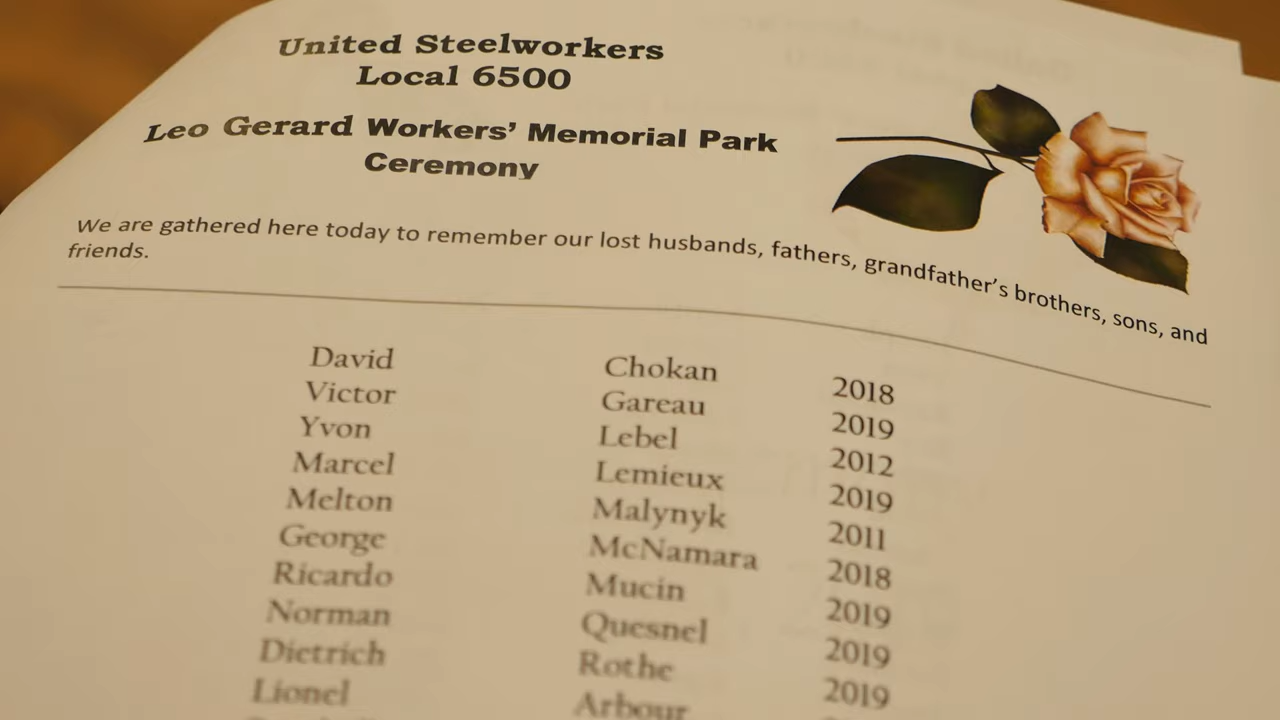 United Steelworkers
Local 6500
Leo Gerard Workers’ Memorial Park
Ceremony
We are gathered here today to remember our lost husbands, fathers, grandfather’s brothers, sons, and
friends.
David Chokan 2018
Victor Gareau 2019
Yvon Lebel 2012
Marcel Lemieux 2019
Melton Malynyk 2011
George McNamara 2018
Ricardo Mucin 2019
Norman Quesnel 2019
Dietrich Rothe 2019
Lionel Arbour